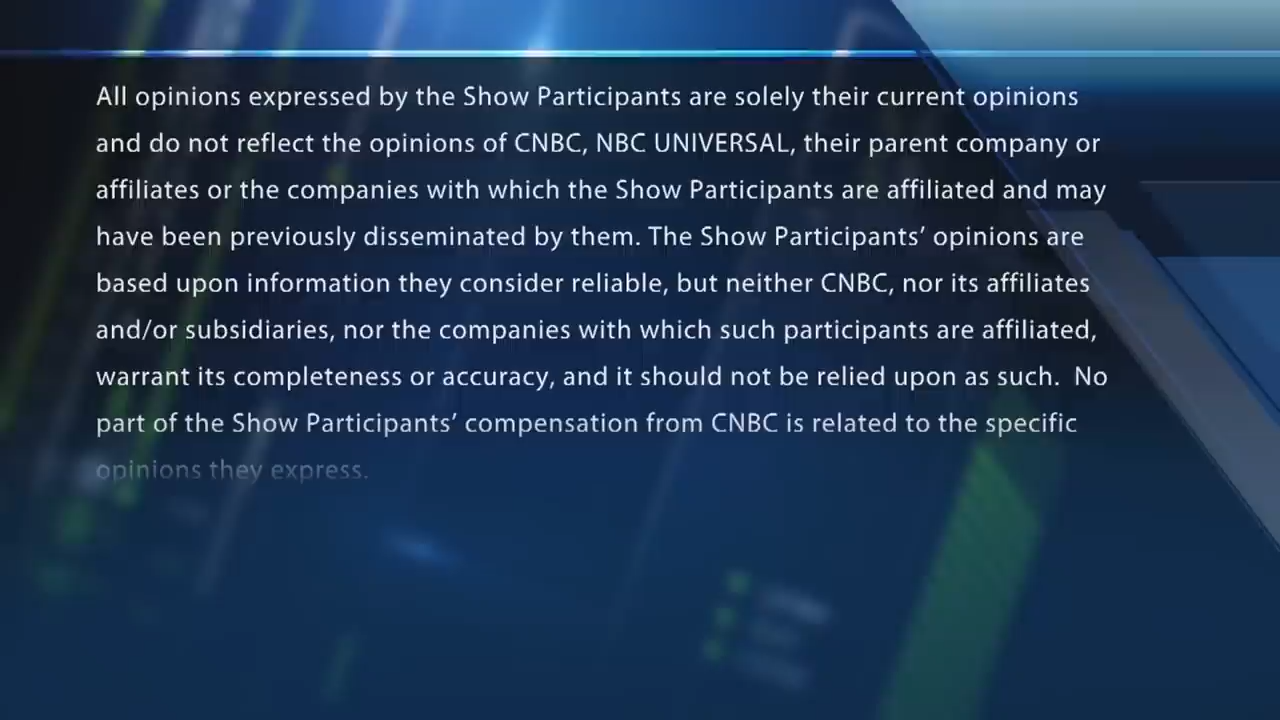 All opinions expressed by the Show Participants are solely their current opinions
and do not reflect the opinions of CNBC, NBC UNIVERSAL, their parent company or
affiliates or the companies with which the Show Participants are affiliated and may
have been previously disseminated by them. The Show Participants’ opinions are
based upon information they consider reliable, but neither CNBC, nor its affiliates
and/or subsidiaries, nor the companies with which such participants are affiliated,
warrant its completeness or accuracy, and it should not be relied upon as such.  No
part of the Show Participants’ compensation from CNBC is related to the specific
opinions they express.